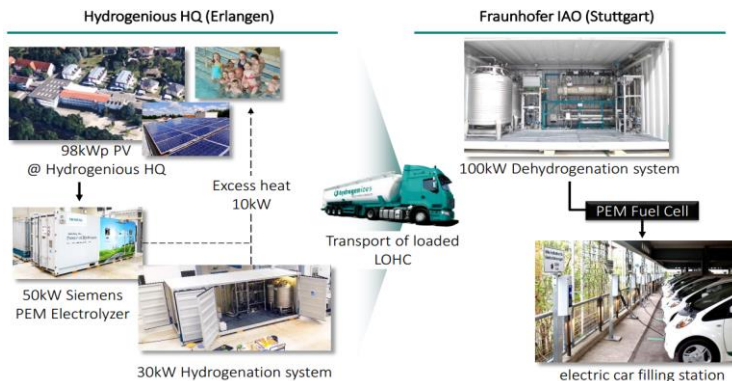 Hydrogenious HQ (Erlangen)
98kWp PV
@ Hydrogenious HQ
Excess heat
10kW
50kW Siemens
PEM Electrolyzer
30kW Hydrogenation system
Transport of loaded
LOHC
Fraunhofer IAO (Stuttgart)
100kW Dehydrogenation system
PEM Fuel Cell
electric car filling station